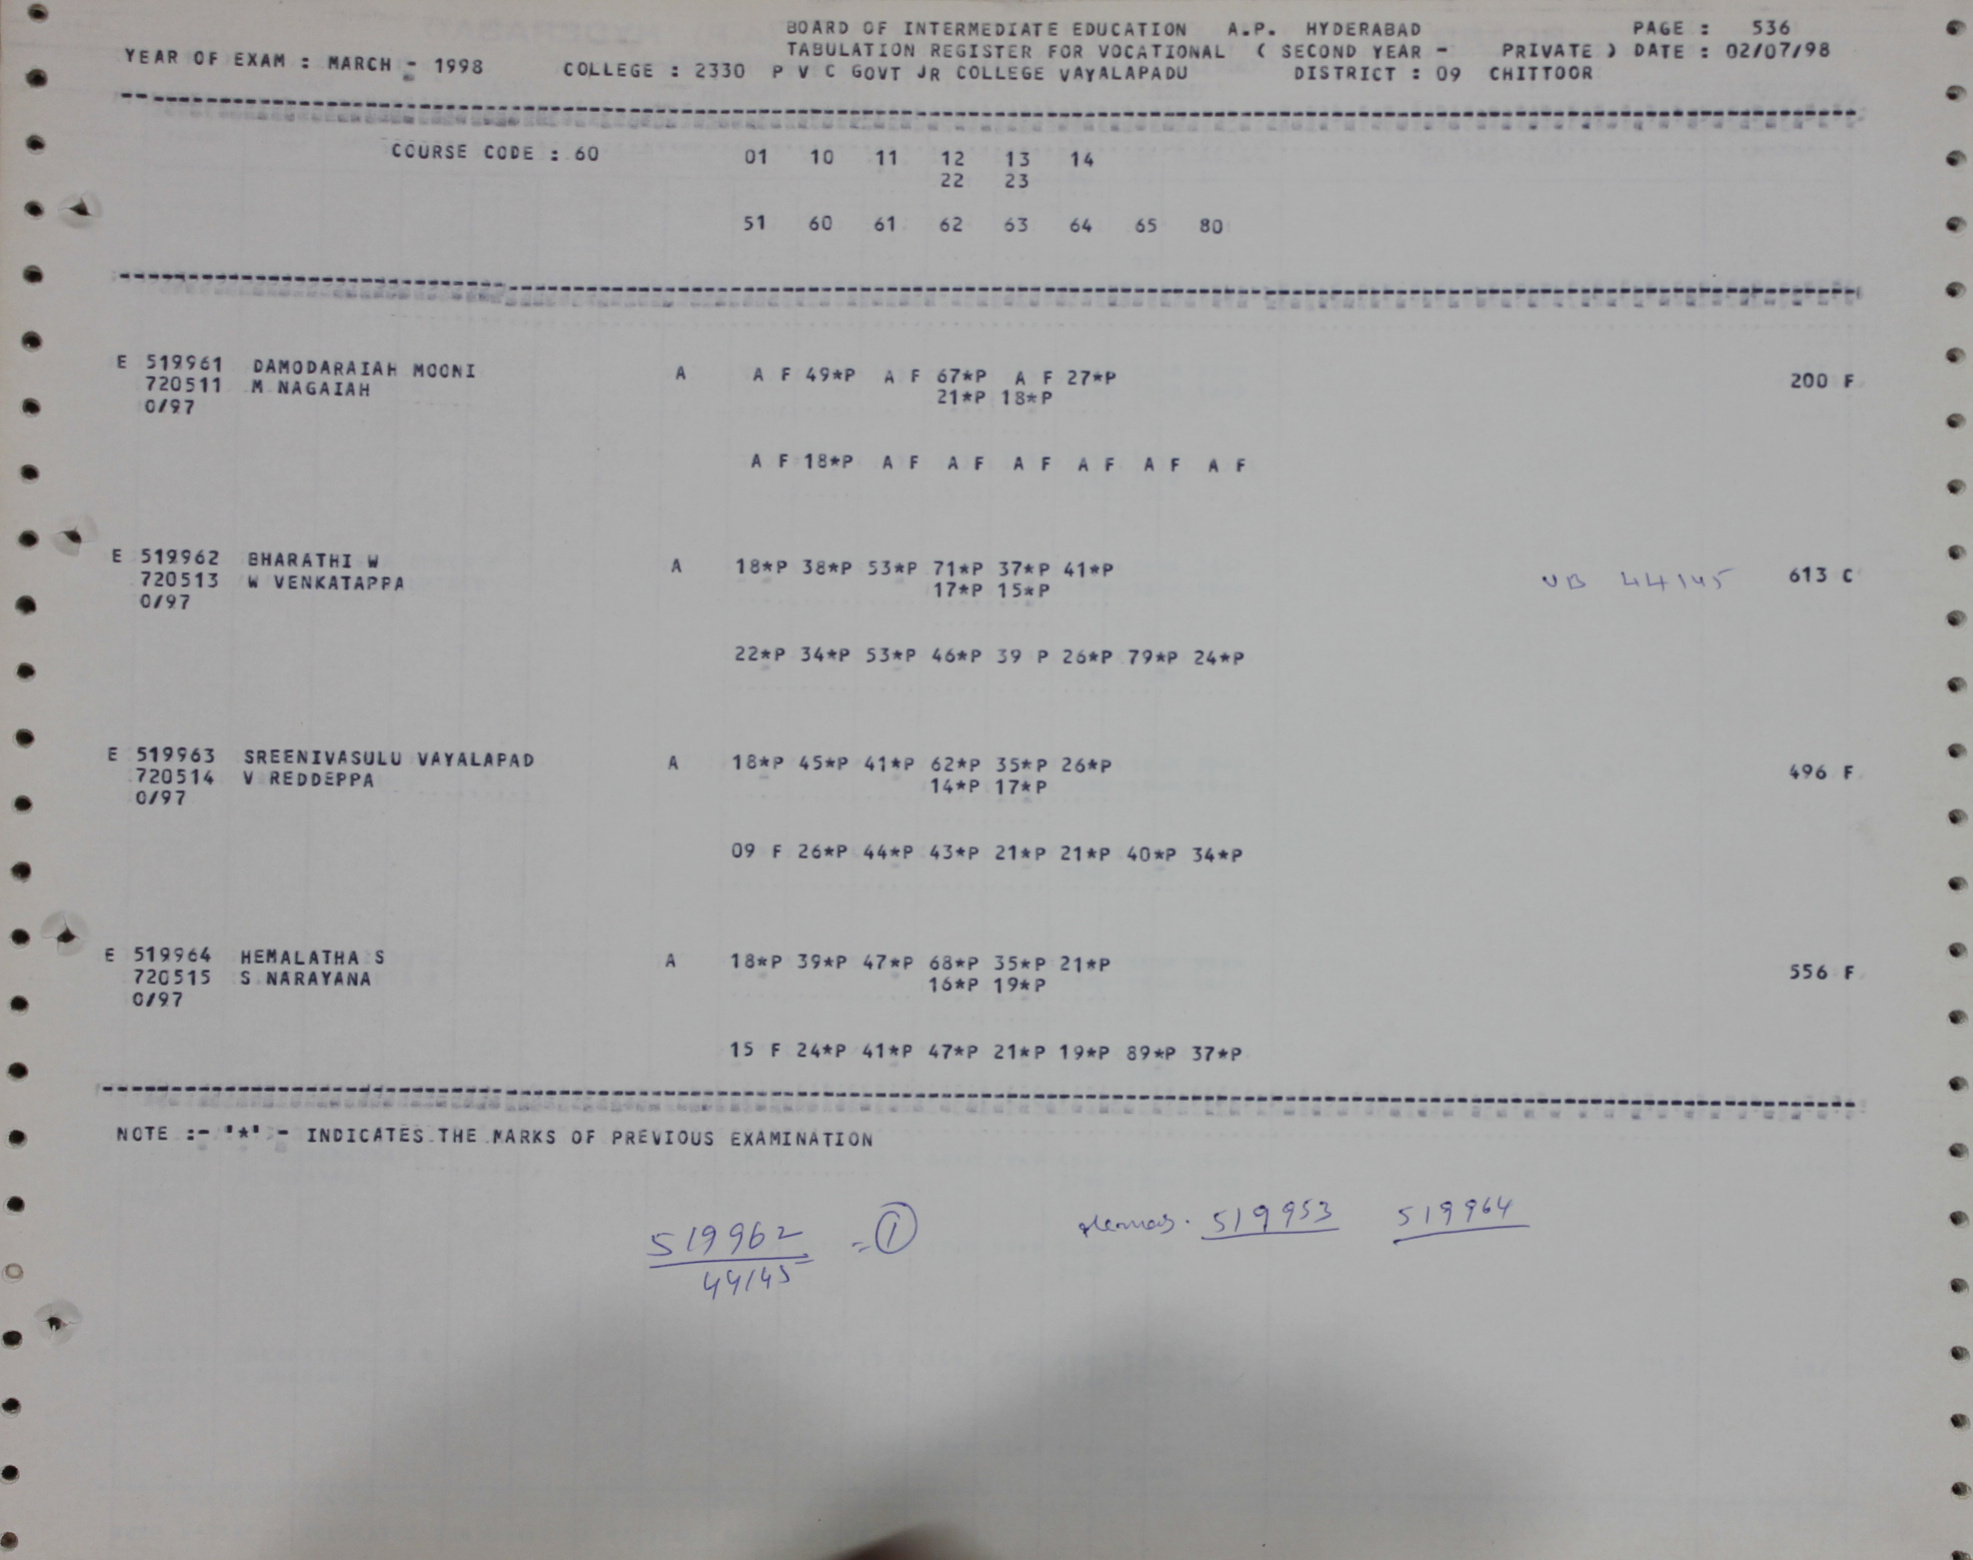 BOARD OF INTERMEDIATE EDUCATION A.P. HYDERABAD PAGE : 536
TABULATION REGISTER FOR VOCATIONAL ( SECOND YEAR - PRIVATE ) DATE : 02/07/98
YEAR OF EXAM : MARCH - 1998 COLLEGE : 2330 P V C GOVT JR COLLEGE VAYALAPADU DISTRICT : 09 CHITTOOR
COURSE CODE : 60 01 10 11 12 13 14
22 23
51 60 61 62 63 64 65 80
E 519961 DAMODARAIAH MOONI A A F 49*P A F 67*P A F 27*P 200 F
720511 M NAGAIAH 21*P 18*P
0/97
A F 18*P A F A F A F A F A F A F
E 519962 BHARATHI W A 18*P 38*P 53*P 71*P 37*P 41*P VB 44145 613 C
720513 W VENKATAPPA 17*P 15*P
0/97
22*P 34*P 53*P 46*P 39 P 26*P 79*P 24*P
E 519963 SREENIVASULU VAYALAPAD A 18*P 45*P 41*P 62*P 35*P 26*P 496 F
720514 V REDDEPPA 14*P 17*P
0/97
09 F 26*P 44*P 43*P 21*P 21*P 40*P 34*P
E 519964 HEMALATHA S A 18*P 39*P 47*P 68*P 35*P 21*P 556 F
720515 S NARAYANA 16*P 19*P
0/97
15 F 24*P 41*P 47*P 21*P 19*P 89*P 37*P
NOTE :- '*' - INDICATES THE MARKS OF PREVIOUS EXAMINATION
519953 519964
519962 = 1
44145